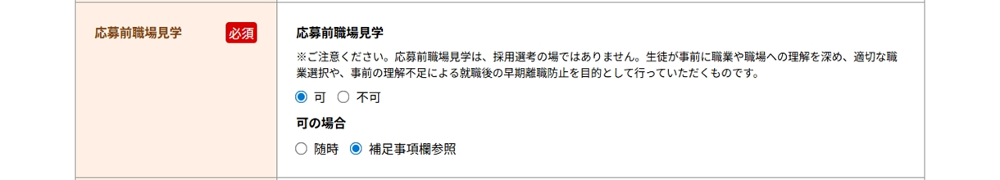 応募前職場見学 必須
応募前職場見学
※ご注意ください。応募前職場見学は、採用選考の場ではありません。生徒が事前に職業や職場への理解を深め、適切な職
業選択や、事前の理解不足による就職後の早期離職防止を目的として行っていただくものです。
可 不可
可の場合
随時 補足事項欄参照